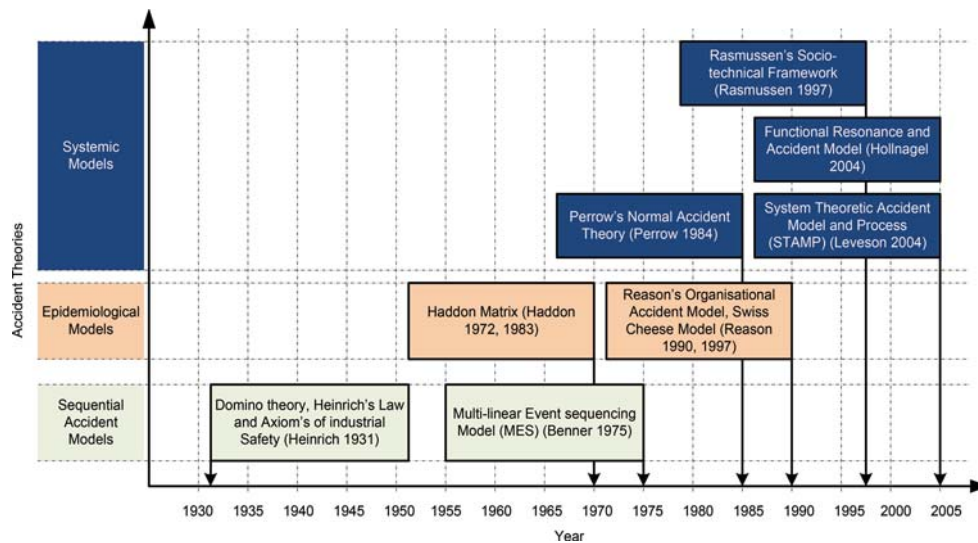 Accident Theories
Systemic
Models
Rasmussen's Socio-
technical Framework
(Rasmussen 1997)
Functional Resonance and
Accident Model (Hollnagel
2004)
Perrow's Normal Accident
Theory (Perrow 1984)
System Theoretic Accident
Model and Process
(STAMP) (Leveson 2004)
Epidemiological
Models
Haddon Matrix (Haddon
1972, 1983)
Reason's Organisational
Accident Model, Swiss
Cheese Model (Reason
1990, 1997)
Sequential
Accident
Models
Domino theory, Heinrich's Law
and Axiom's of industrial
Safety (Heinrich 1931)
Multi-linear Event sequencing
Model (MES) (Benner 1975)
1930 1935 1940 1945 1950 1955 1960 1965 1970 1975 1980 1985 1990 1995 2000 2005
Year